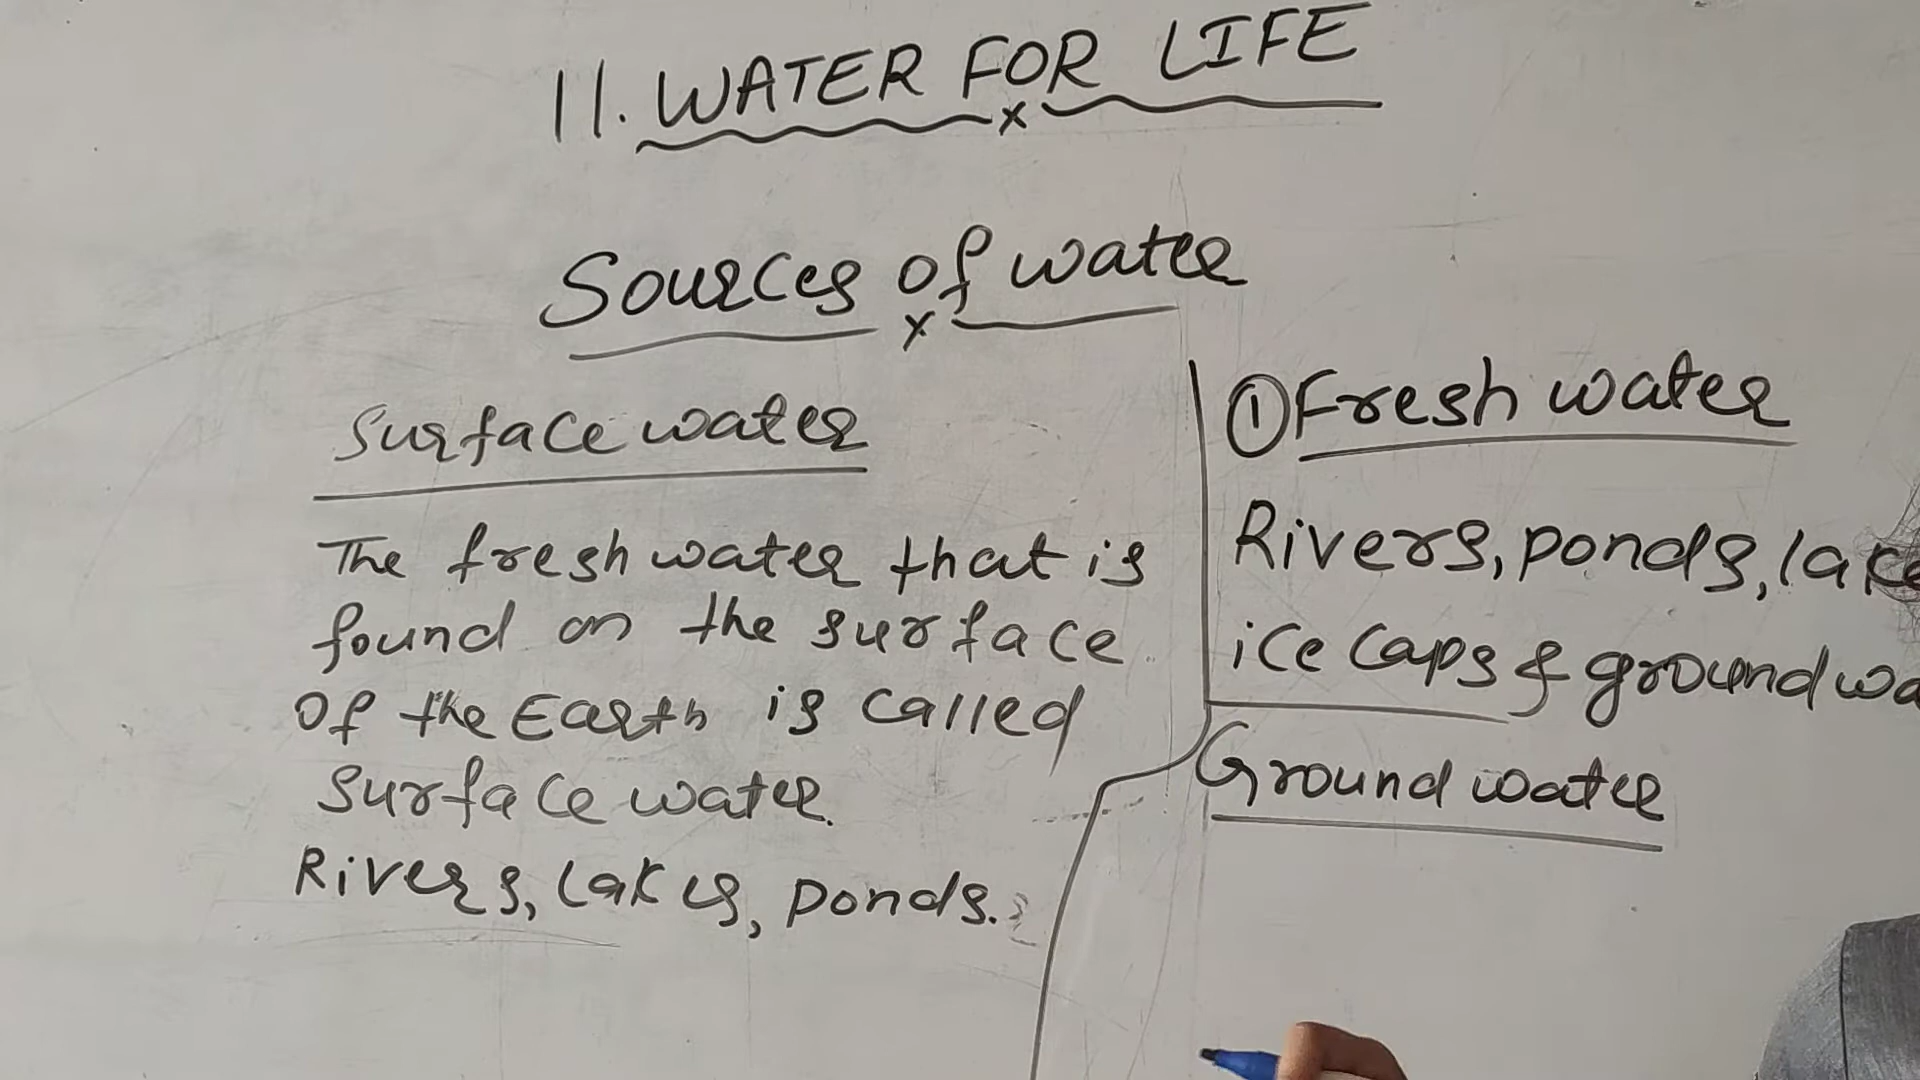 11. WATER FOR LIFE
Sources of water
Surface water
The fresh water that is
found on the surface
of the Earth is called
Surface water.
Rivers, Lakes, Ponds.
① Fresh water
Rivers, ponds,
ice caps & ground
Ground water